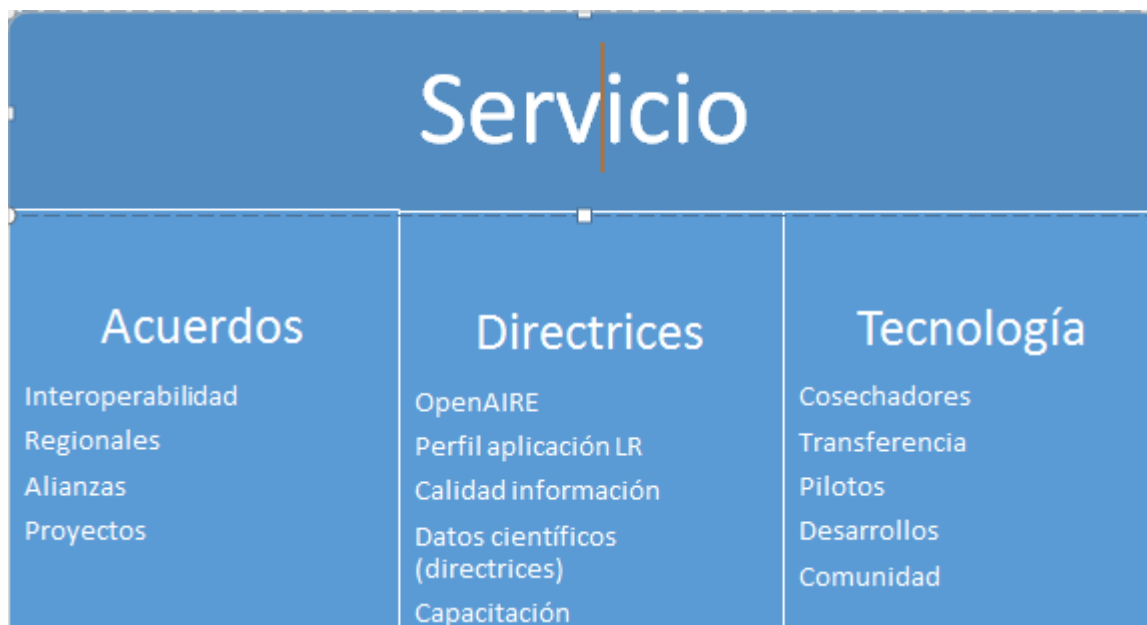 Servicio
Acuerdos
Interoperabilidad
Regionales
Alianzas
Proyectos
Directrices
OpenAIRE
Perfil aplicación LR
Calidad información
Datos científicos
(directrices)
Capacitación
Tecnología
Cosechadores
Transferencia
Pilotos
Desarrollos
Comunidad